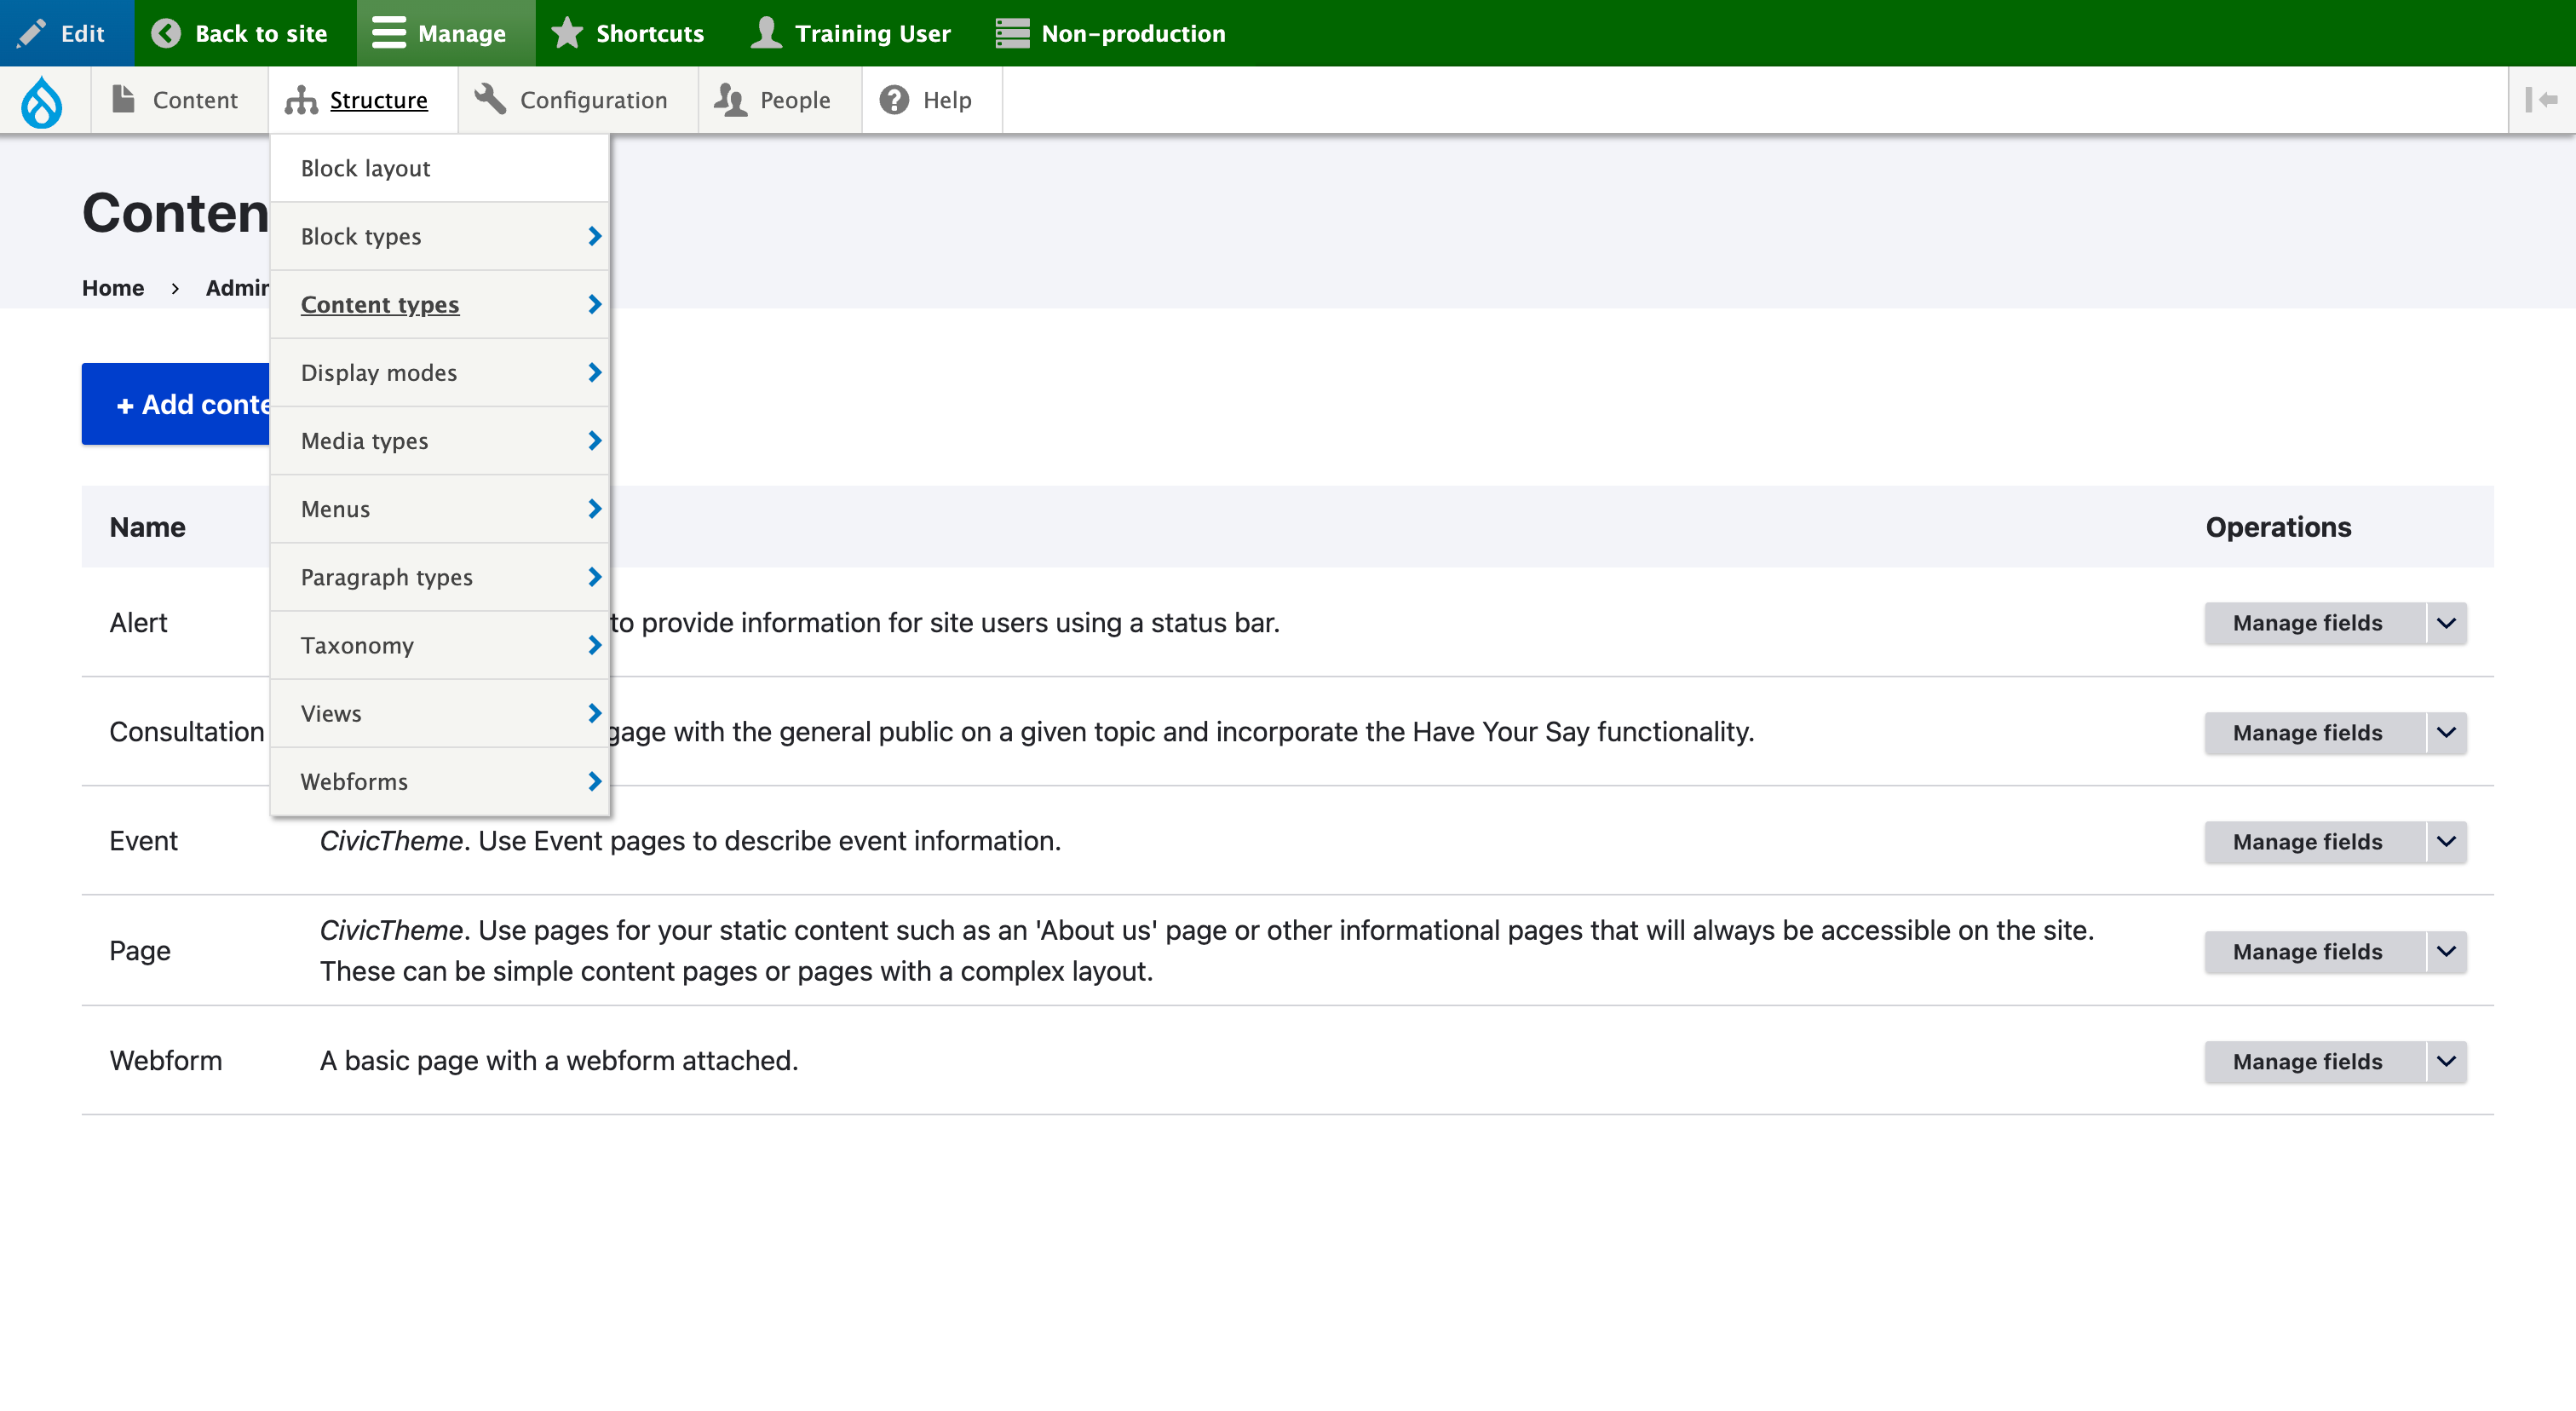 Edit Back to site Manage Shortcuts Training User Non-production
Content Structure Configuration People Help
Block layout
Block types
Content types
Display modes
Media types
Menus
Paragraph types
Taxonomy
Views
Webforms
Conten
Home › Admin
+ Add conte
Name Operations
Alert to provide information for site users using a status bar. Manage fields
Consultation gage with the general public on a given topic and incorporate the Have Your Say functionality. Manage fields
Event CivicTheme. Use Event pages to describe event information. Manage fields
Page CivicTheme. Use pages for your static content such as an 'About us' page or other informational pages that will always be accessible on the site. Manage fields
These can be simple content pages or pages with a complex layout.
Webform A basic page with a webform attached. Manage fields